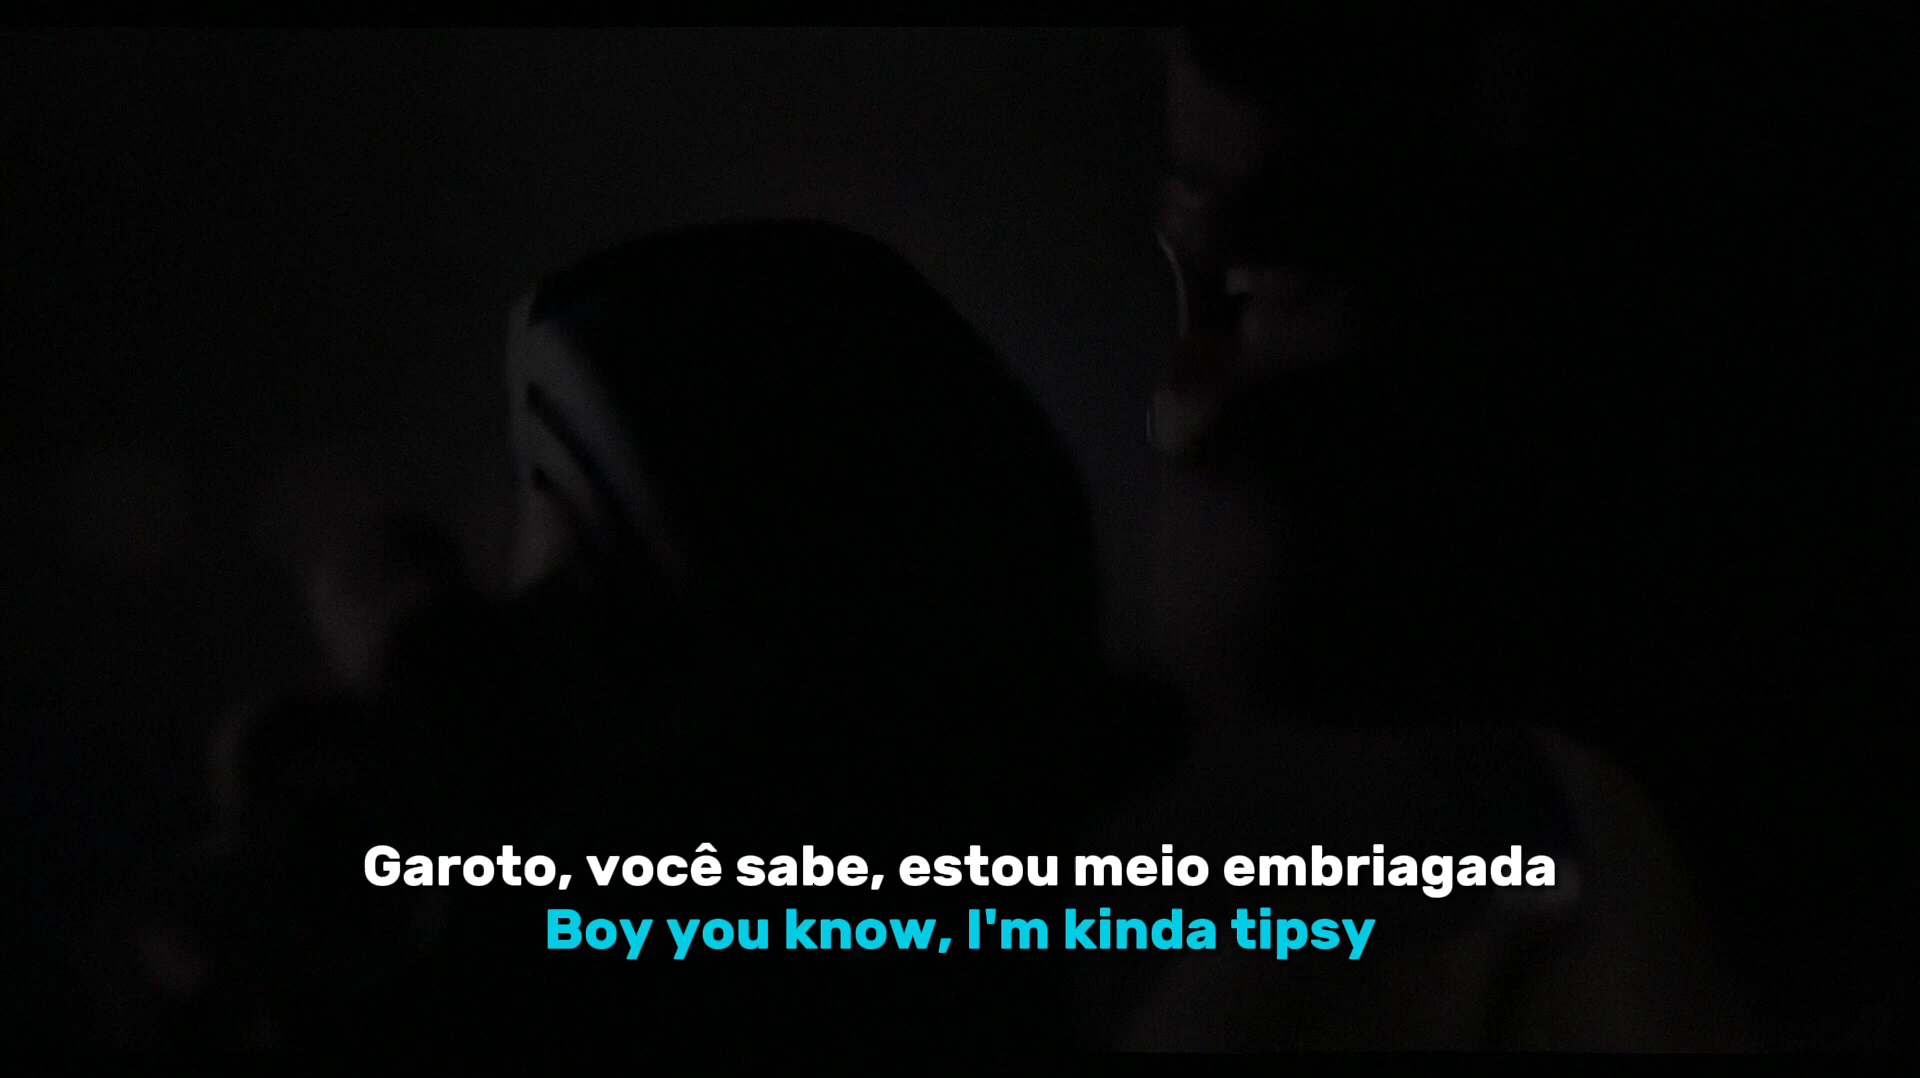 Garoto, você sabe, estou meio embriagada
Boy you know, I'm kinda tipsy